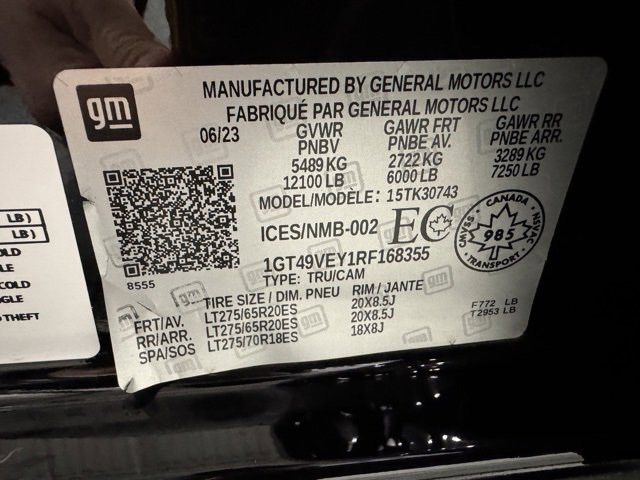 MANUFACTURED BY GENERAL MOTORS LLC
FABRIQUÉ PAR GENERAL MOTORS LLC
gm
06/23
GVWR
PNBV
5489 KG
12100 LB
GAWR FRT
PNBE AV.
2722 KG
6000 LB
GAWR RR
PNBE ARR.
3289 KG
7250 LB
MODEL/MODÈLE: 15TK30743
ICES/NMB-002
EC
CANADA
985
NSVAC
SVANC
1GT49VEY1RF168355
TYPE: TRU/CAM
8555
TIRE SIZE / DIM. PNEU RIM / JANTE
FRT/AV. LT275/65R20ES 20X8.5J
RR/ARR. LT275/65R20ES 20X8.5J
SPA/SOS LT275/70R18ES 18X8J
F772 LB
T2953 LB
LB)
LB)
COLD
THEFT